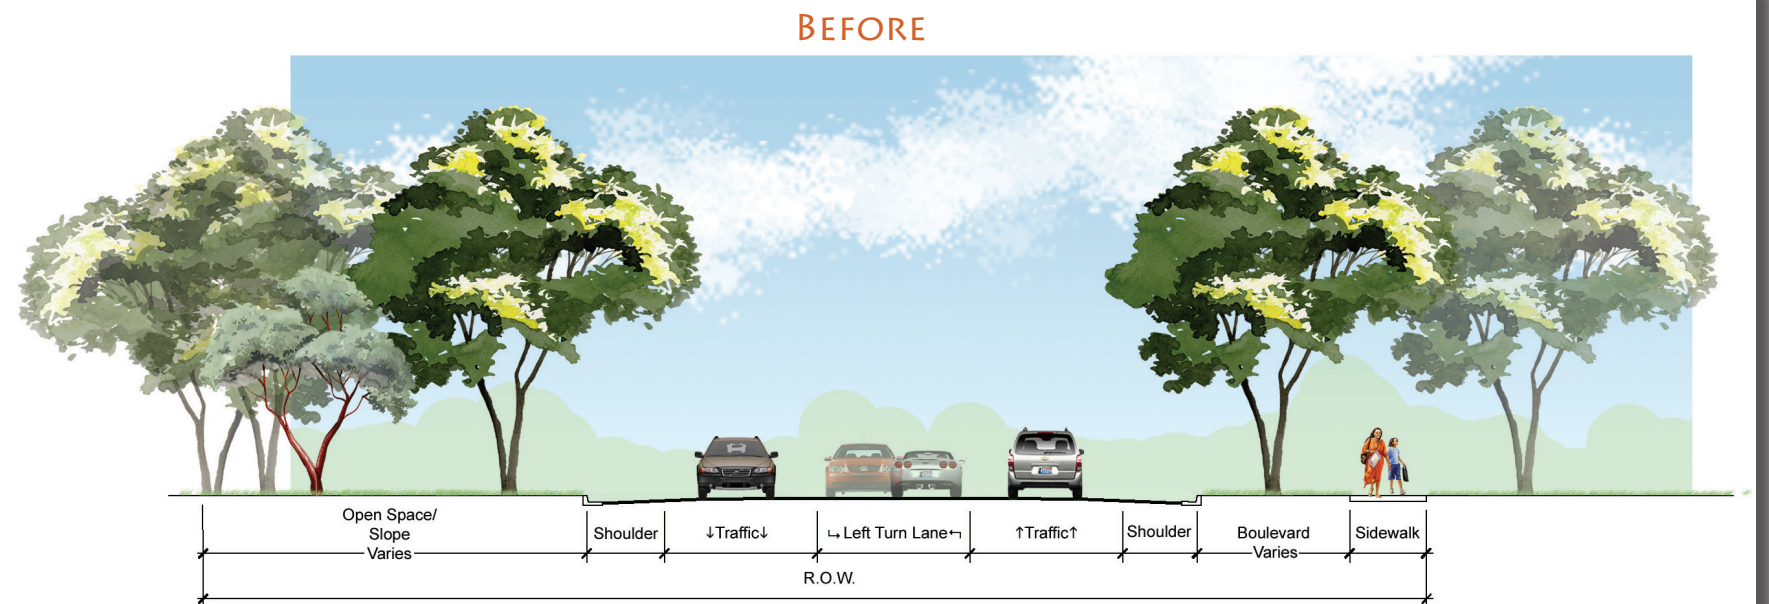 BEFORE
Open Space/
Slope
Varies
Shoulder
↓Traffic↓
↳Left Turn Lane↰
↑Traffic↑
Shoulder
Boulevard
Varies
Sidewalk
R.O.W.